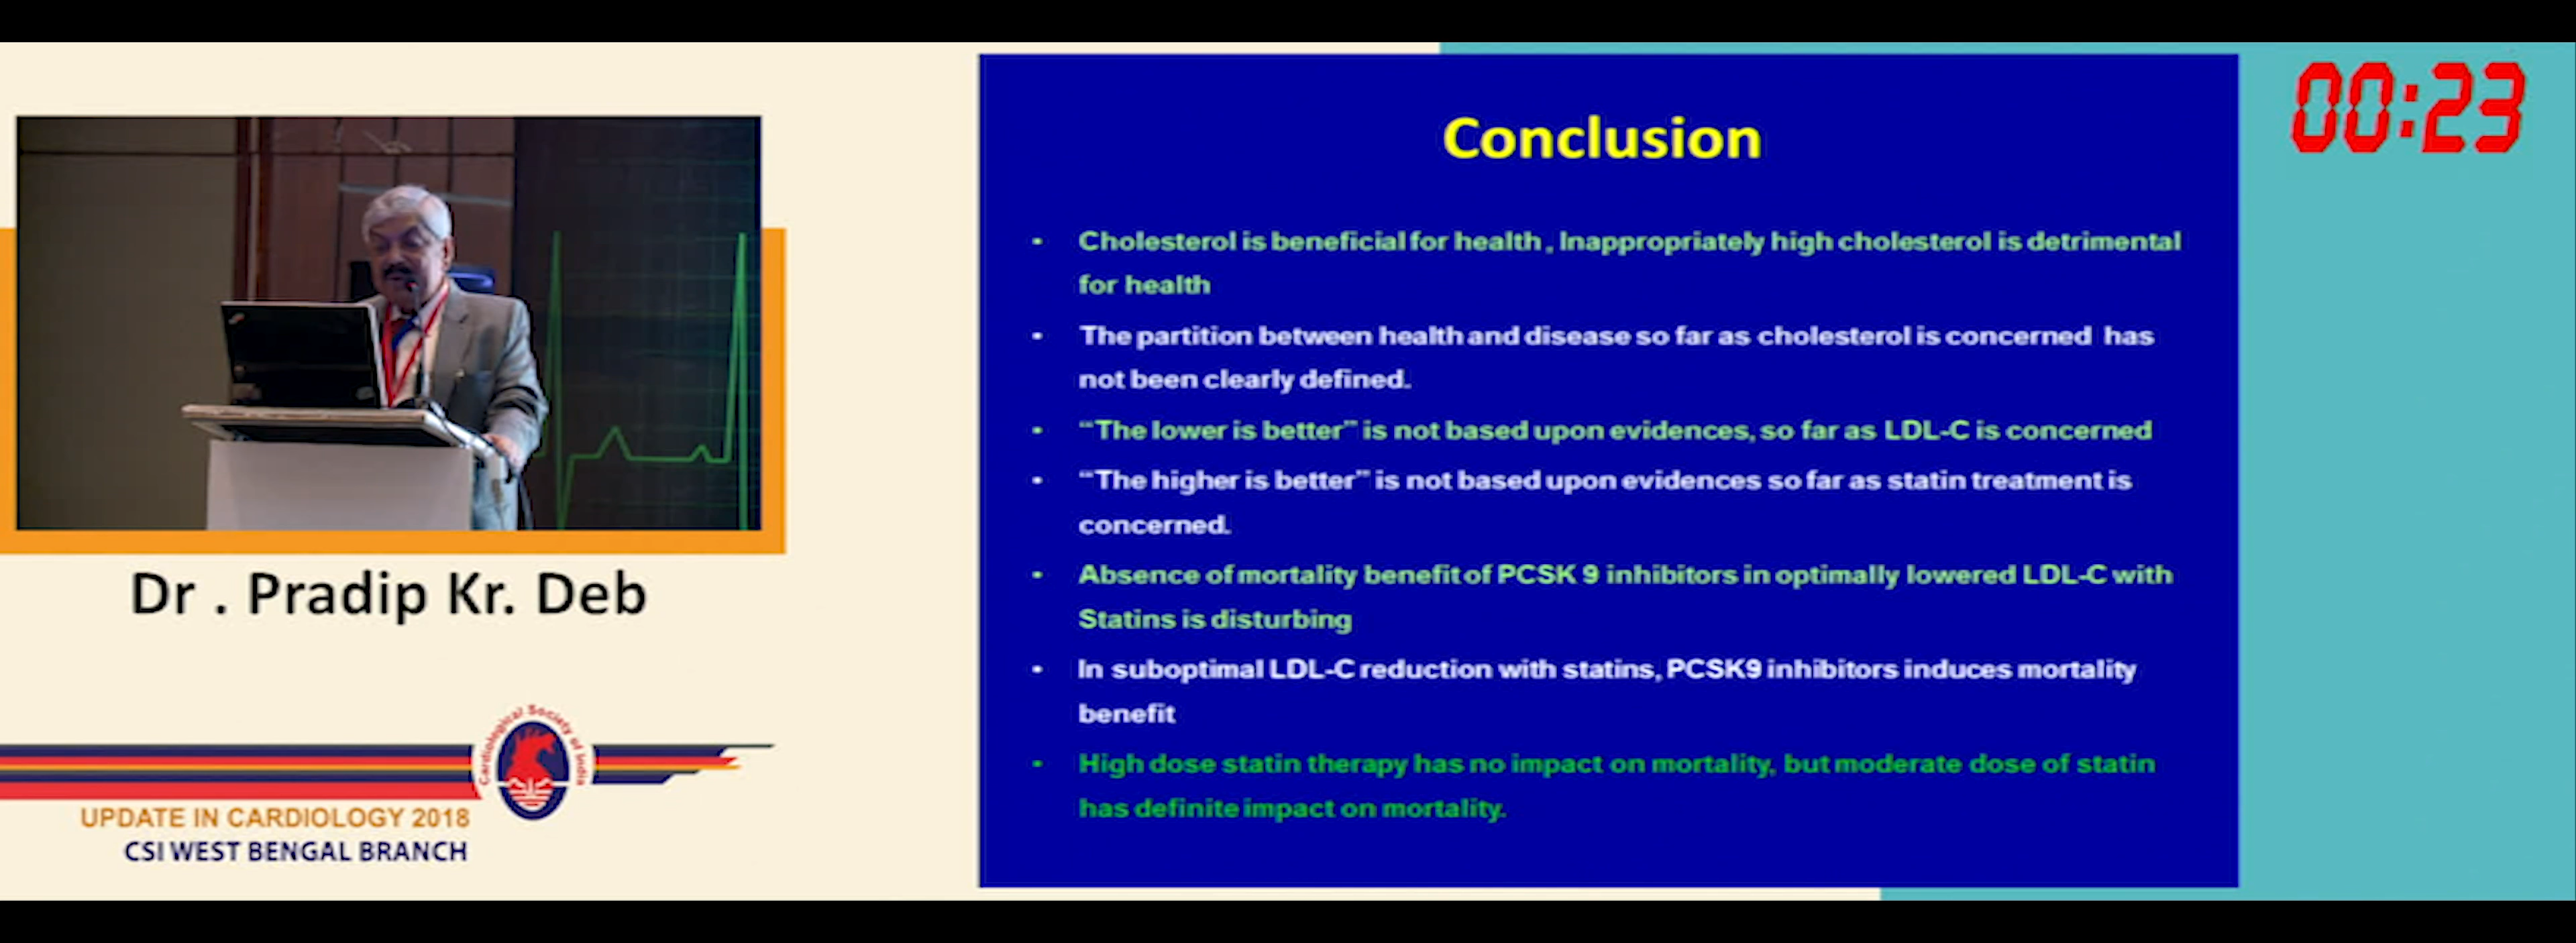 00:23
Conclusion
• Cholesterol is beneficial for health , Inappropriately high cholesterol is detrimental
for health
• The partition between health and disease so far as cholesterol is concerned has
not been clearly defined.
• “The lower is better” is not based upon evidences, so far as LDL-C is concerned
• “The higher is better” is not based upon evidences so far as statin treatment is
concerned.
• Absence of mortality benefit of PCSK 9 inhibitors in optimally lowered LDL-C with
Statins is disturbing
• In suboptimal LDL-C reduction with statins, PCSK9 inhibitors induces mortality
benefit
• High dose statin therapy has no impact on mortality, but moderate dose of statin
has definite impact on mortality.
Dr . Pradip Kr. Deb
Cardiological Society of India
UPDATE IN CARDIOLOGY 2018
CSI WEST BENGAL BRANCH